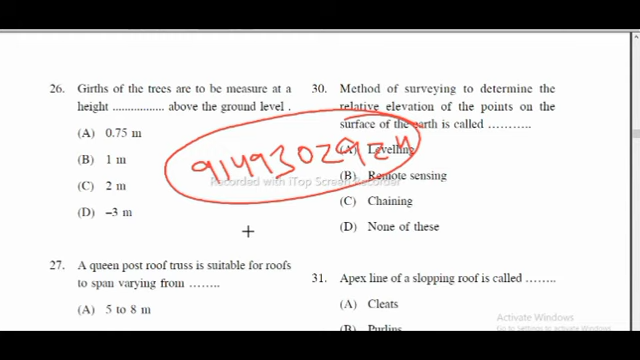 26. Girths of the trees are to be measure at a
height ................. above the ground level .
(A) 0.75 m
(B) 1 m
(C) 2 m
(D) –3 m
27. A queen post roof truss is suitable for roofs
to span varying from ........
(A) 5 to 8 m
30. Method of surveying to determine the
relative elevation of the points on the
surface of the earth is called ...........
(A) Levelling
(B) Remote sensing
(C) Chaining
(D) None of these
31. Apex line of a slopping roof is called ........
(A) Cleats
(B) Purlins
Recorded with iTop Screen Recorder
Activate Windows
Go to Settings to activate Windows.